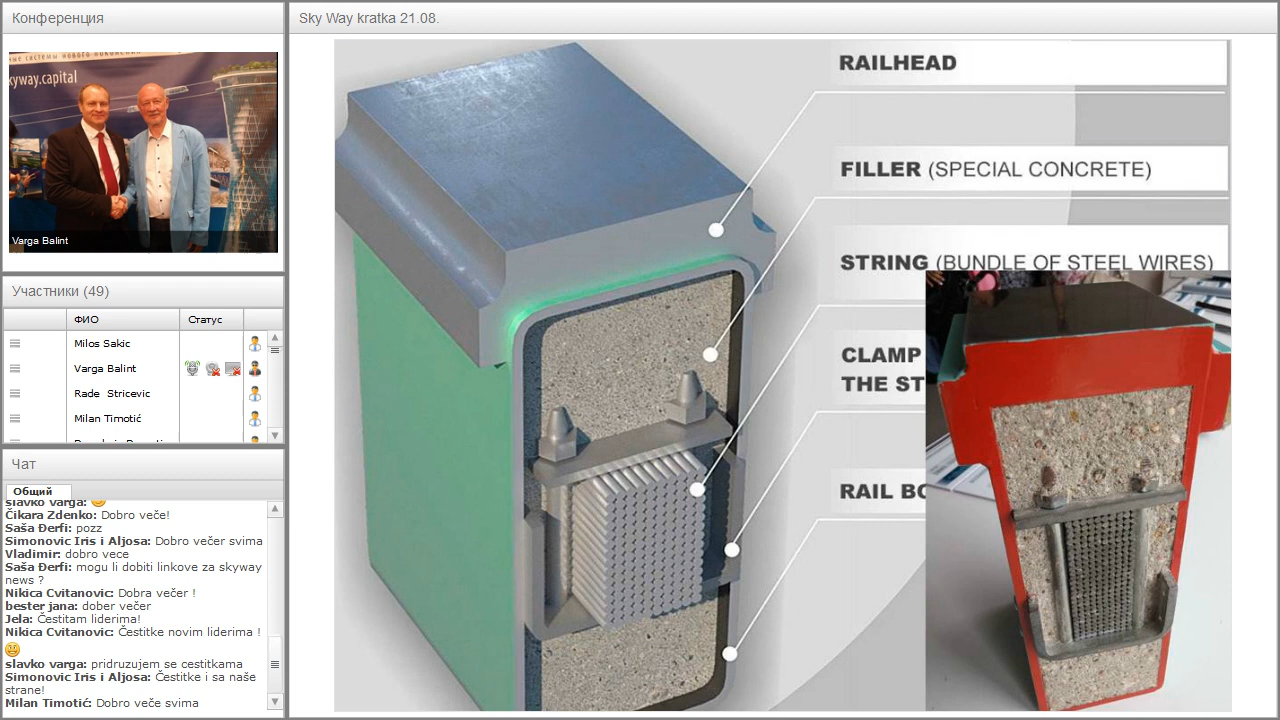 Конференция
ные системы нового поколения
kyway.capital
Varga Balint
Участники (49)
ФИО
Статус
Milos Sakic
Varga Balint
Rade Stricevic
Milan Timotić
Чат
Общий
slavko varga:
Čikara Zdenko: Dobro veče!
Saša Đerfi: pozz
Simonovic Iris i Aljosa: Dobro večer svima
Vladimir: dobro vece
Saša Đerfi: mogu li dobiti linkove za skyway
news ?
Nikica Cvitanovic: Dobra večer !
bester jana: dober večer
Jela: Čestitam liderima!
Nikica Cvitanovic: Čestitke novim liderima !
slavko varga: pridruzujem se cestitkama
Simonovic Iris i Aljosa: Čestitke i sa naše
strane!
Milan Timotić: Dobro veče svima
Sky Way kratka 21.08.
RAILHEAD
FILLER (SPECIAL CONCRETE)
STRING (BUNDLE OF STEEL WIRES)
CLAMP
THE ST
RAIL BO